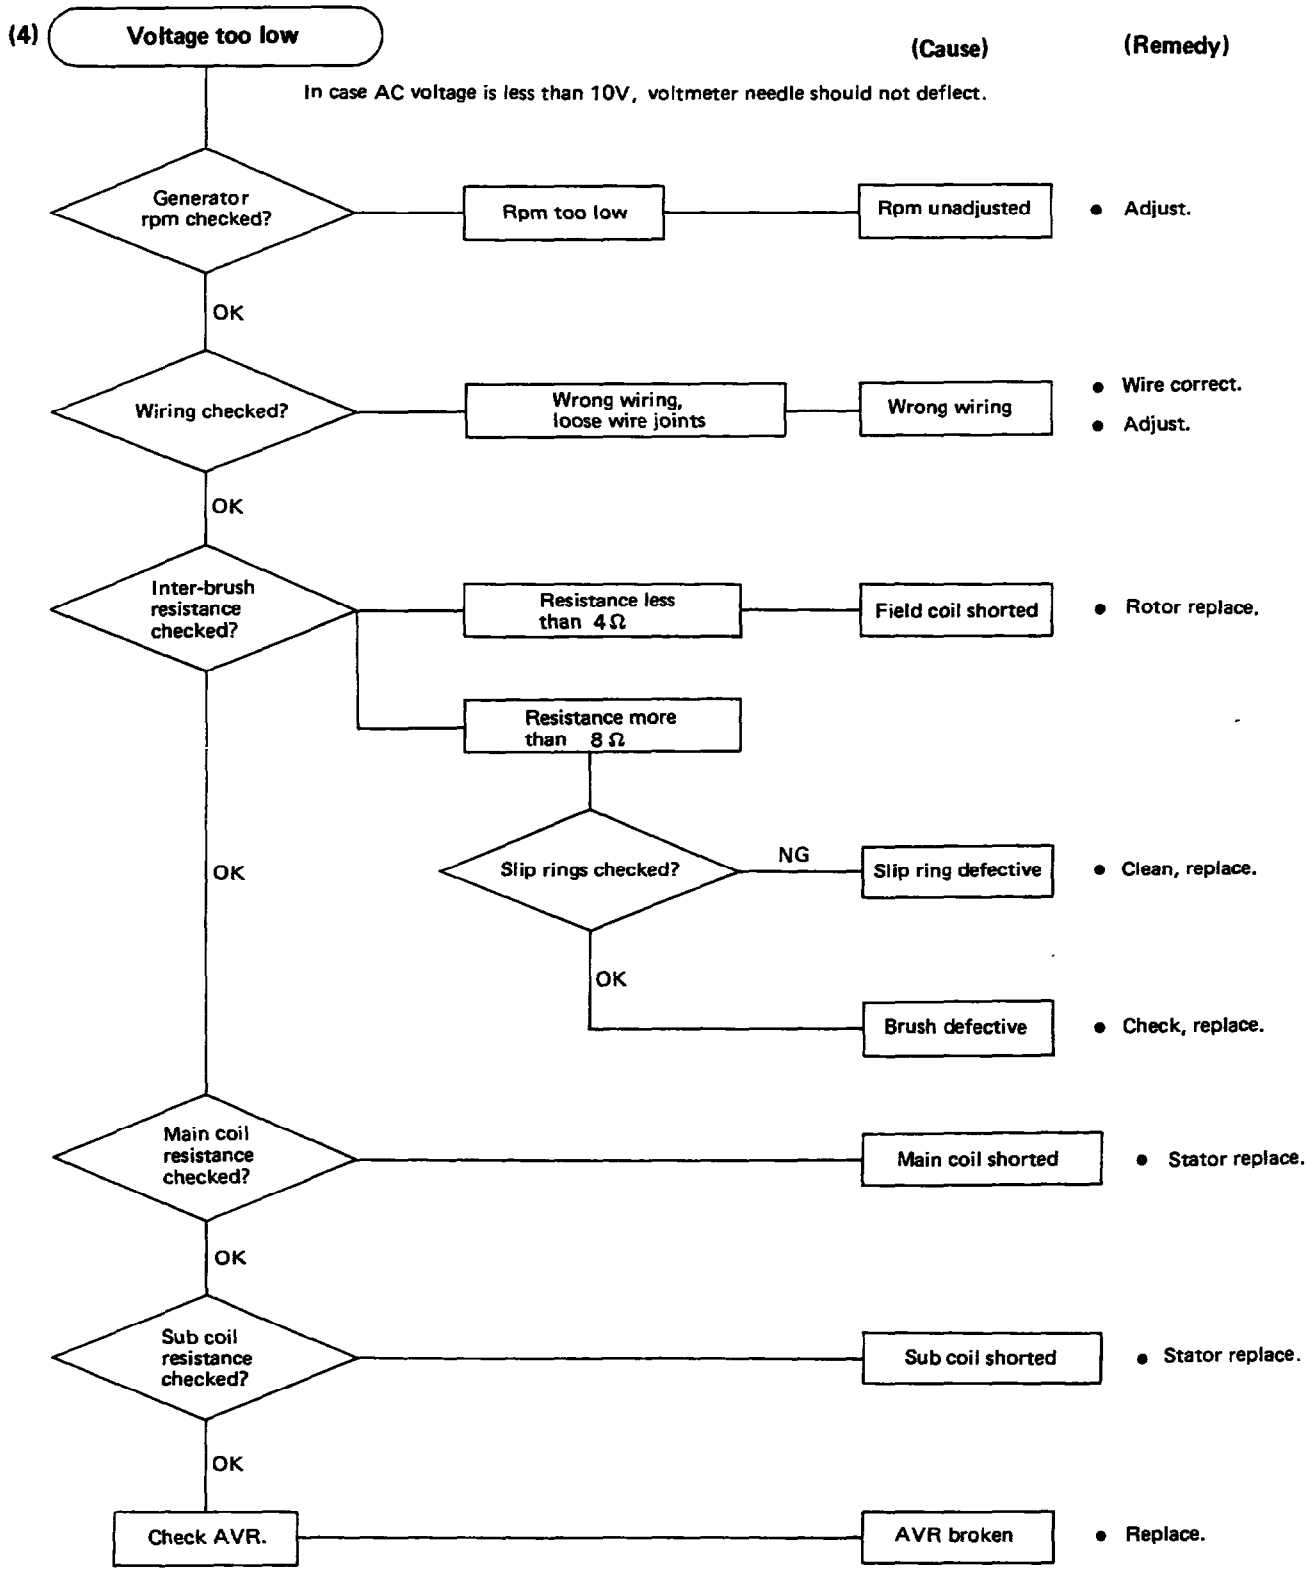 (4) Voltage too low
(Cause) (Remedy)
In case AC voltage is less than 10V, voltmeter needle should not deflect.
Generator
rpm checked?
Rpm too low
Rpm unadjusted
● Adjust.
OK
Wiring checked?
Wrong wiring,
loose wire joints
Wrong wiring
● Wire correct.
● Adjust.
OK
Inter-brush
resistance
checked?
Resistance less
than 4Ω
Field coil shorted
● Rotor replace.
Resistance more
than 8Ω
OK
Slip rings checked?
NG
Slip ring defective
● Clean, replace.
OK
Brush defective
● Check, replace.
Main coil
resistance
checked?
Main coil shorted
● Stator replace.
OK
Sub coil
resistance
checked?
Sub coil shorted
● Stator replace.
OK
Check AVR.
AVR broken
● Replace.